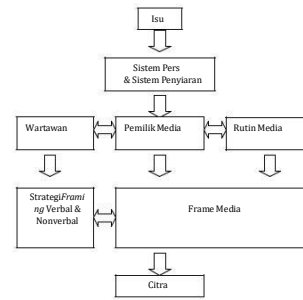 Isu
Sistem Pers
& Sistem Penyiaran
Wartawan
Pemilik Media
Rutin Media
StrategiFrami
ng Verbal &
Nonverbal
Frame Media
Citra